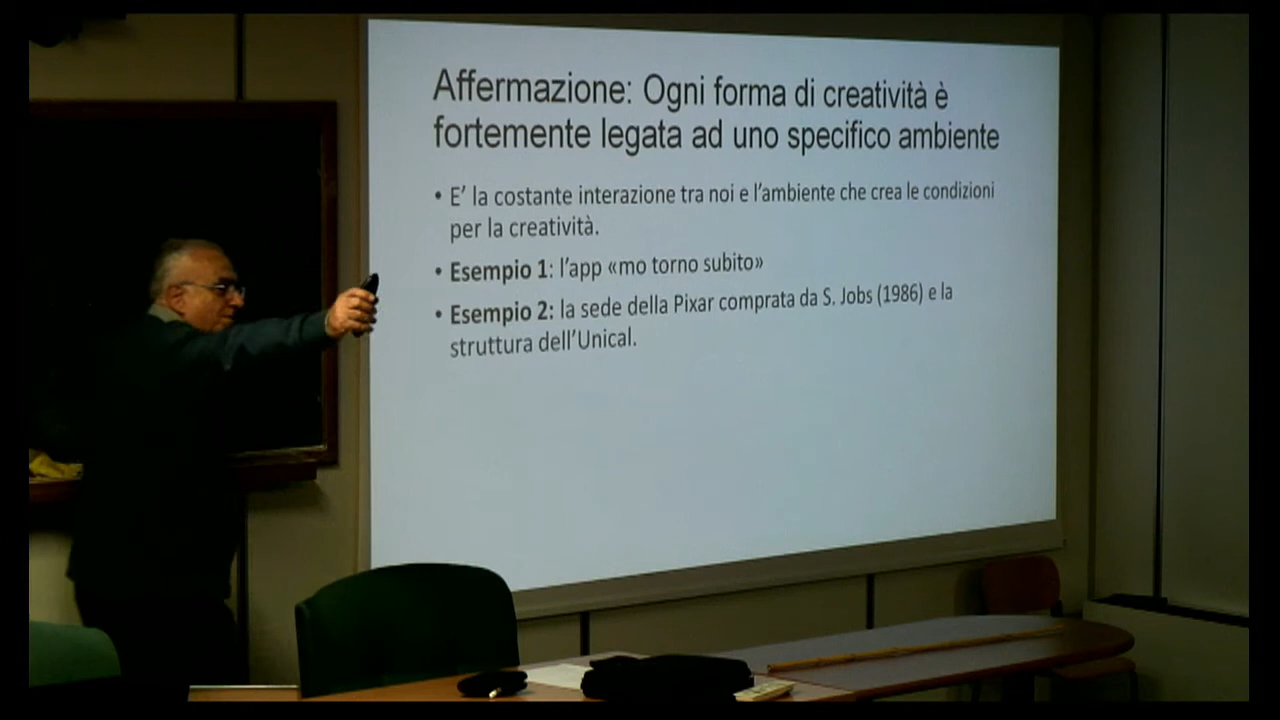 Affermazione: Ogni forma di creatività è
fortemente legata ad uno specifico ambiente
• E’ la costante interazione tra noi e l’ambiente che crea le condizioni
per la creatività.
• Esempio 1: l’app «mo torno subito»
• Esempio 2: la sede della Pixar comprata da S. Jobs (1986) e la
struttura dell’Unical.